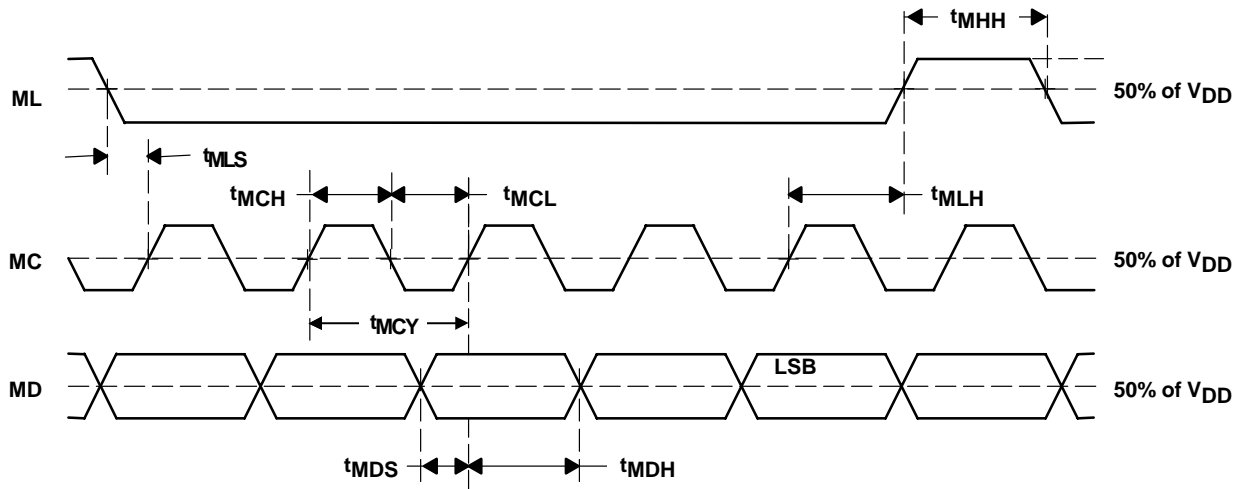 tMHH
ML
50% of VDD
tMLS
tMCH
tMCL
tMLH
MC
50% of VDD
tMCY
LSB
MD
50% of VDD
tMDS
tMDH